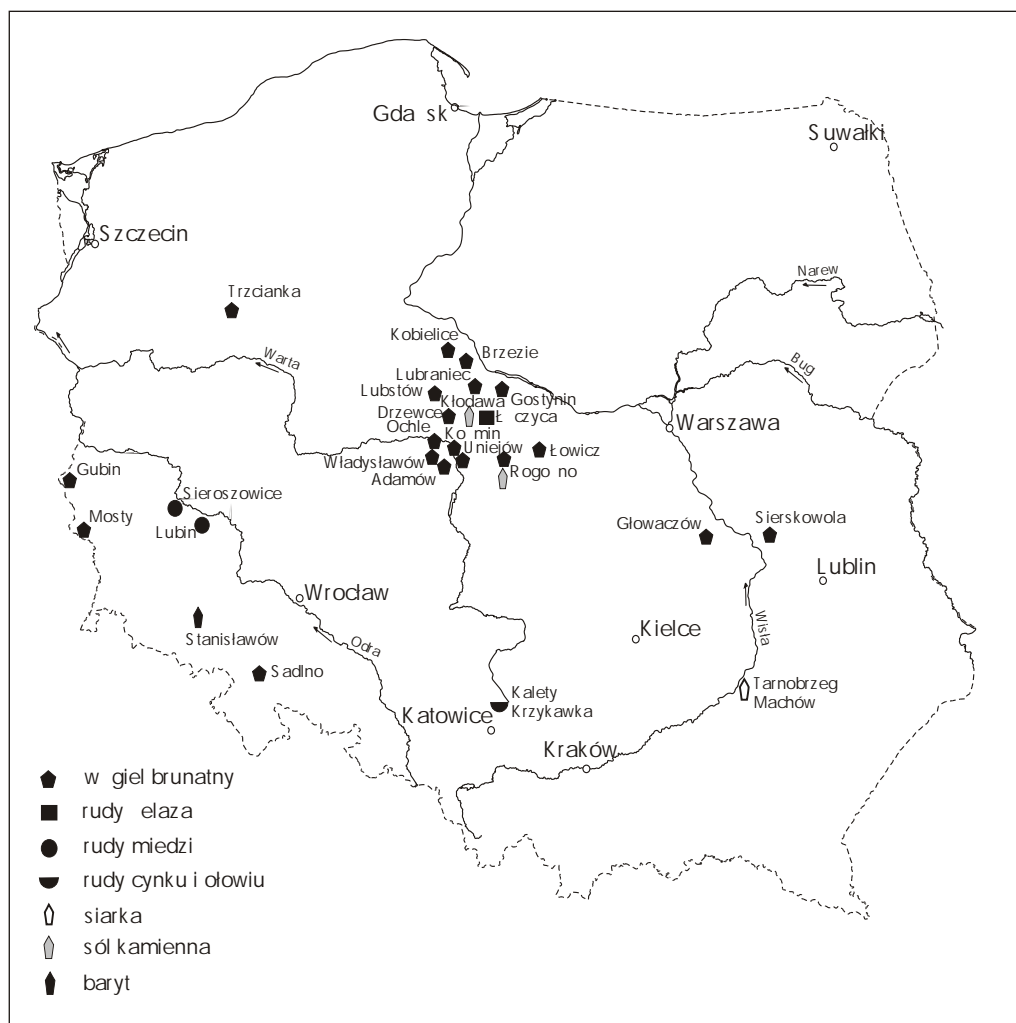 Gda sk
Suwałki
Szczecin
Narew
Trzcianka
Kobielice
Brzezie
Warta
Bug
Lubraniec
Lubstów
Kłodawa
Gostynin
Drzewce
Ł czyca
Ochle
Ko min
Warszawa
Uniejów
Łowicz
Władysławów
Rogo no
Adamów
Gubin
Sieroszowice
Mosty
Lubin
Głowaczów
Sierskowola
Lublin
Wrocław
Stanisławów
Odra
Kielce
Wisła
Sadlno
Kalety
Krzykawka
Tarnobrzeg
Machów
Katowice
Kraków
w giel brunatny
rudy elaza
rudy miedzi
rudy cynku i ołowiu
siarka
sól kamienna
baryt